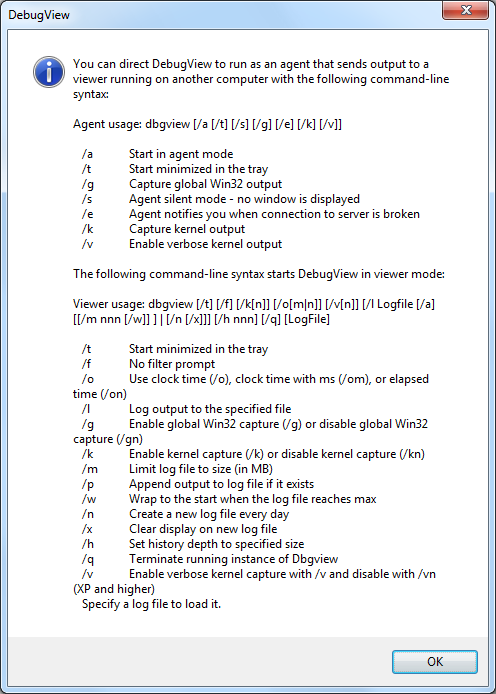 DebugView
You can direct DebugView to run as an agent that sends output to a
viewer running on another computer with the following command-line
syntax:
Agent usage: dbgview [/a [/t] [/s] [/g] [/e] [/k] [/v]]
/a Start in agent mode
/t Start minimized in the tray
/g Capture global Win32 output
/s Agent silent mode - no window is displayed
/e Agent notifies you when connection to server is broken
/k Capture kernel output
/v Enable verbose kernel output
The following command-line syntax starts DebugView in viewer mode:
Viewer usage: dbgview [/t] [/f] [/k[n]] [/o[m|n]] [/v[n]] [/l Logfile [/a]
[[/m nnn [/w]] ] | [/n [/x]]] [/h nnn] [/q] [LogFile]
/t Start minimized in the tray
/f No filter prompt
/o Use clock time (/o), clock time with ms (/om), or elapsed
time (/on)
/l Log output to the specified file
/g Enable global Win32 capture (/g) or disable global Win32
capture (/gn)
/k Enable kernel capture (/k) or disable kernel capture (/kn)
/m Limit log file to size (in MB)
/p Append output to log file if it exists
/w Wrap to the start when the log file reaches max
/n Create a new log file every day
/x Clear display on new log file
/h Set history depth to specified size
/q Terminate running instance of Dbgview
/v Enable verbose kernel capture with /v and disable with /vn
(XP and higher)
Specify a log file to load it.
OK